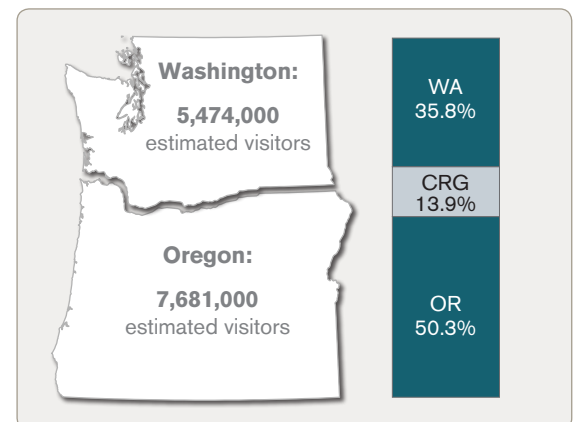 Washington:
5,474,000
estimated visitors
Oregon:
7,681,000
estimated visitors
WA
35.8%
CRG
13.9%
OR
50.3%